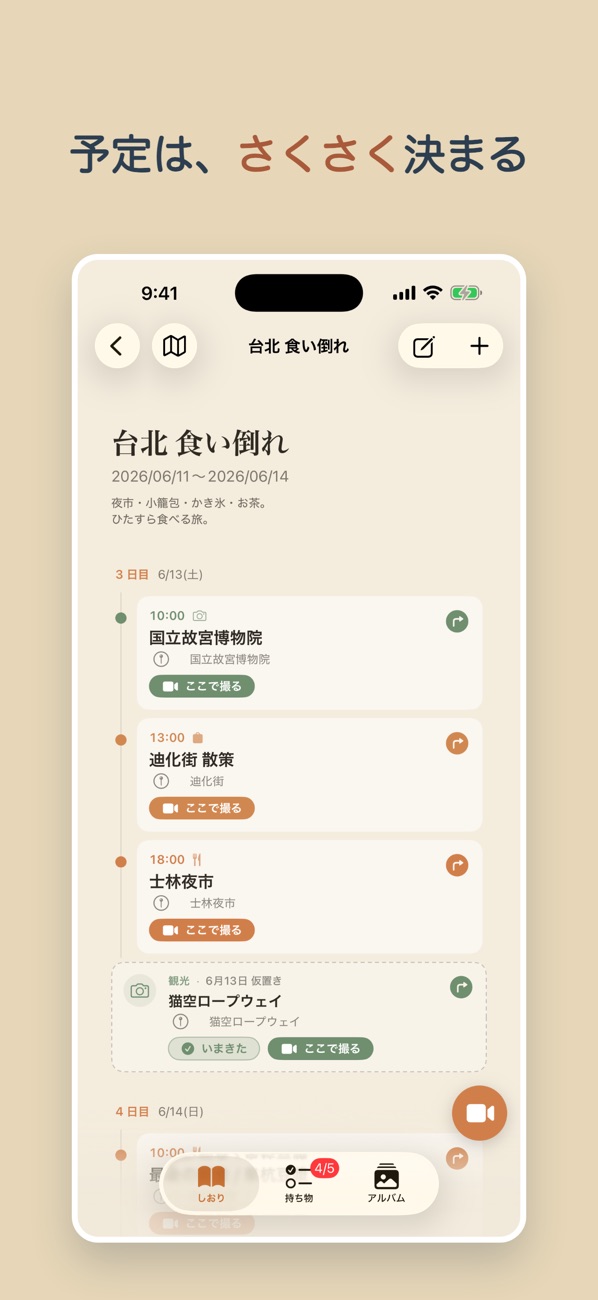 予定は、さくさく決まる
9:41
台北 食い倒れ
台北 食い倒れ
2026/06/11〜2026/06/14
夜市・小籠包・かき氷・お茶。
ひたすら食べる旅。
3 日目 6/13(土)
10:00
国立故宮博物院
国立故宮博物院
ここで撮る
13:00
迪化街 散策
迪化街
ここで撮る
18:00
士林夜市
士林夜市
ここで撮る
観光 · 6月13日 仮置き
猫空ロープウェイ
猫空ロープウェイ
いまきた ここで撮る
4 日目 6/14(日)
10:00
4/5
しおり 持ち物 アルバム
ここで撮る